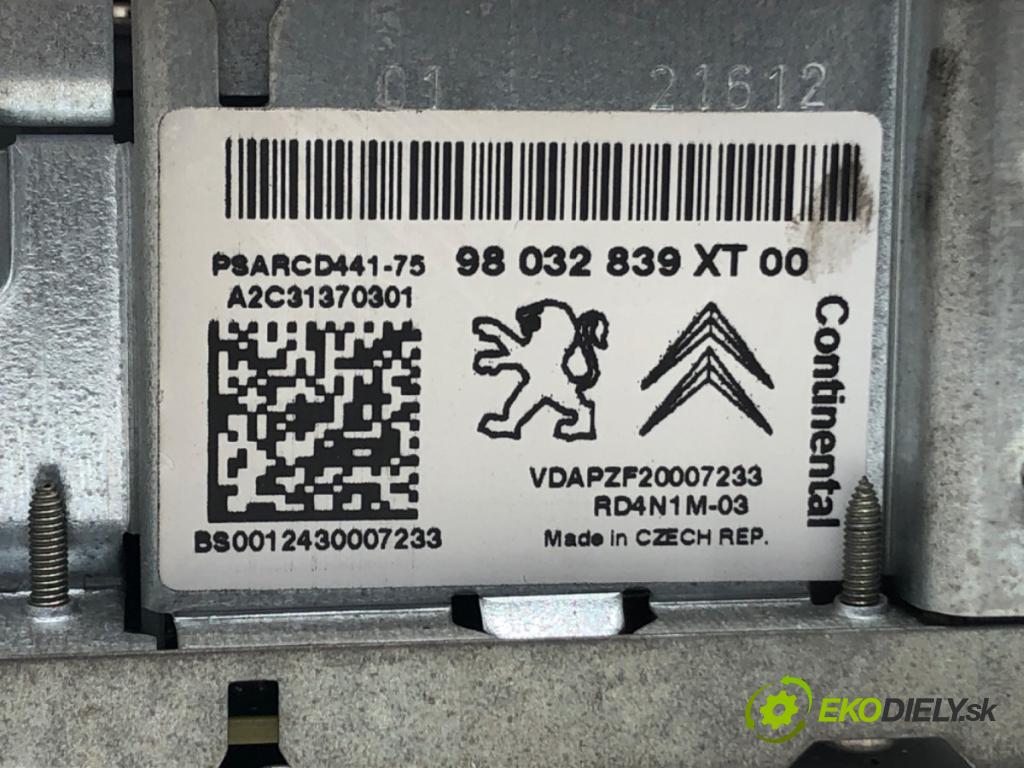 01 21612
PSARCD441-75
98 032 839 XT 00
A2C31370301
Continental
VDAPZF20007233
RD4N1M-03
BS0012430007233
Made in CZECH REP.
EKODIELY.sk